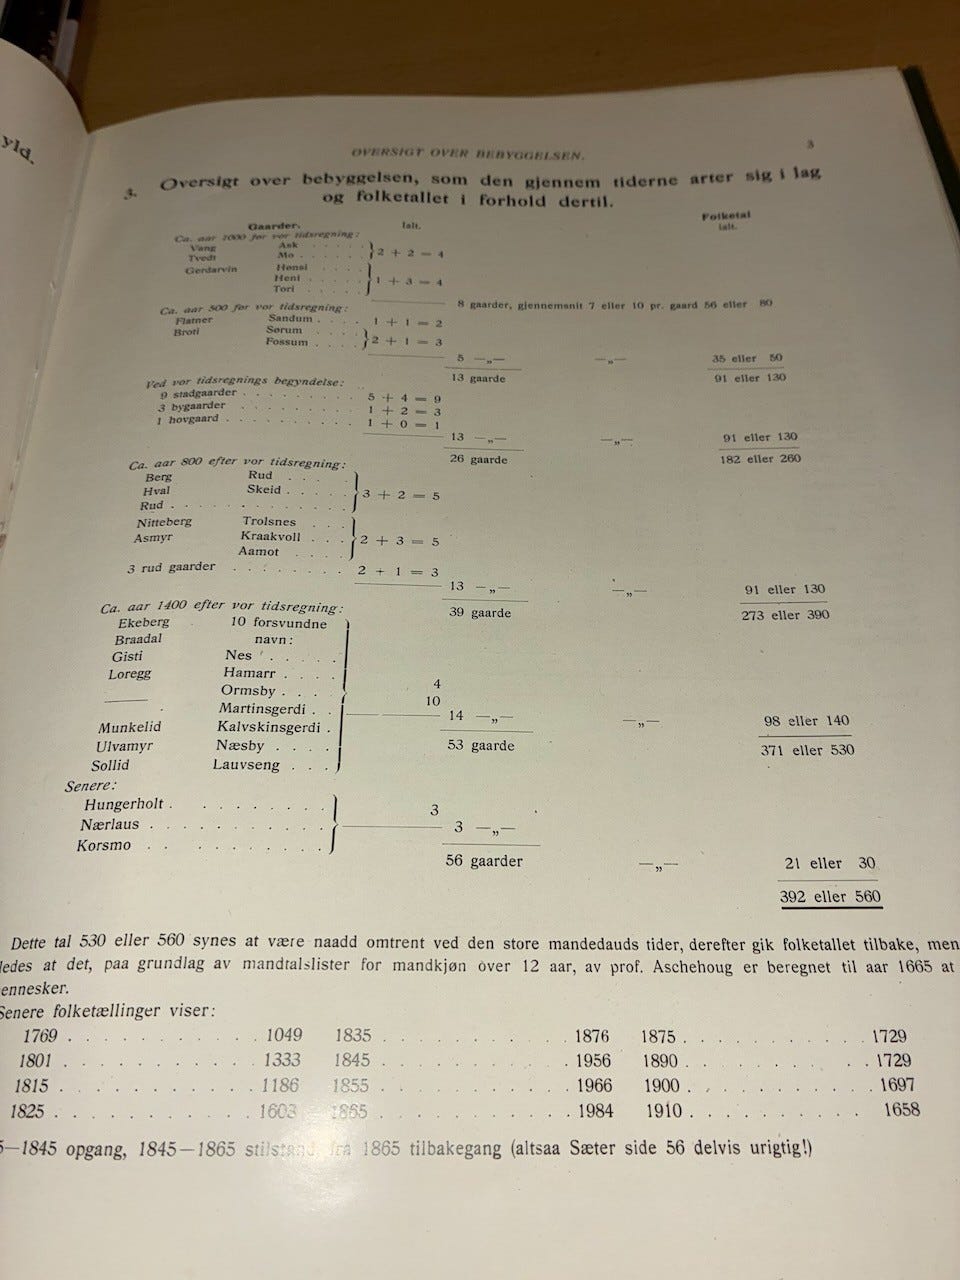 yld.
OVERSIGT OVER BEBYGGELSEN. 3
3. Oversigt over bebyggelsen, som den gjennem tiderne arter sig i lag
og folketallet i forhold dertil.
Gaarder. Ialt. Folketal
ialt.
Ca. aar 1000 før vor tidsregning:
Vang Ask . . . . .
Tvedt Mo . . . . . . } 2 + 2 = 4
Gerdarvin Hønsi . . . .
Heni . . . . . } 1 + 3 = 4
Tori . . . . .
8 gaarder, gjennemsnit 7 eller 10 pr. gaard 56 eller 80
Ca. aar 500 før vor tidsregning:
Flatner Sandum . . . . 1 + 1 = 2
Broti Sørum . . . .
Fossum . . . . } 2 + 1 = 3
5 —„— —„— 35 eller 50
13 gaarde 91 eller 130
Ved vor tidsregnings begyndelse:
9 stadgaarder . . . . . . . . . . 5 + 4 = 9
3 bygaarder . . . . . . . . . . 1 + 2 = 3
1 hovgaard . . . . . . . . . . . 1 + 0 = 1
13 —„— —„— 91 eller 130
26 gaarde 182 eller 260
Ca. aar 800 efter vor tidsregning:
Berg Rud . . . .
Hval Skeid . . . . . } 3 + 2 = 5
Rud . . . . . . . . . . . . .
Nitteberg Trolsnes . . .
Asmyr Kraakvoll . . . } 2 + 3 = 5
Aamot . . . .
3 rud gaarder . . . . . . . . 2 + 1 = 3
13 —„— —„— 91 eller 130
39 gaarde 273 eller 390
Ca. aar 1400 efter vor tidsregning:
Ekeberg 10 forsvundne
Braadal navn:
Gisti Nes . . . . .
Loregg Hamarr . . . .
Ormsby . . . 4
—— Martinsgerdi . . 10
14 —„— —„— 98 eller 140
Munkelid Kalvskinsgerdi .
Ulvamyr Næsby . . . . 53 gaarde 371 eller 530
Sollid Lauvseng . . .
Senere:
Hungerholt . . . . . . . . . 3
Nærlaus . . . . . . . . . . . 3 —„—
Korsmo . . . . . . . . .
56 gaarder —„— 21 eller 30
392 eller 560
Dette tal 530 eller 560 synes at være naadd omtrent ved den store mandedauds tider, derefter gik folketallet tilbake, men
ledes at det, paa grundlag av mandtalslister for mandkjøn over 12 aar, av prof. Aschehoug er beregnet til aar 1665 at
ennesker.
Senere folketællinger viser:
1769 . . . . . . . . . . . 1049 1835 . . . . . . . . . . . 1876 1875 . . . . . . . . . . 1729
1801 . . . . . . . . . . . 1333 1845 . . . . . . . . . . . 1956 1890 . . . . . . . . . . 1729
1815 . . . . . . . . . . . 1186 1855 . . . . . . . . . . . 1966 1900 . . . . . . . . . . 1697
1825 . . . . . . . . . . . 1603 1865 . . . . . . . . . . . 1984 1910 . . . . . . . . . . 1658
5—1845 opgang, 1845—1865 stilstand, fra 1865 tilbakegang (altsaa Sæter side 56 delvis urigtig!)